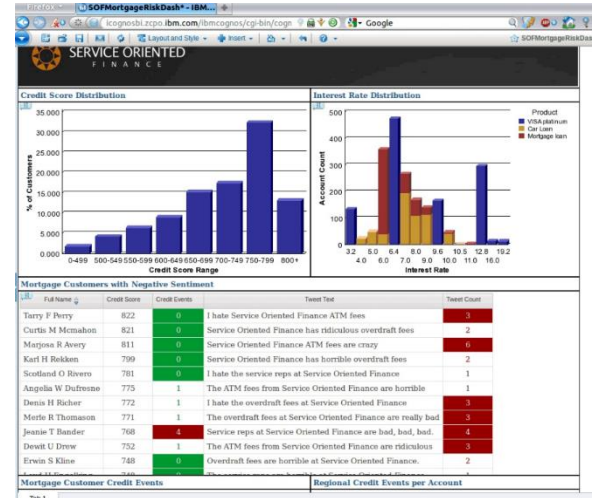 SOFMortgageRiskDash* - IBM...
icognosbi.zcpo.ibm.com/ibmcognos/cgi-bin/cogn
Google
Layout and Style
Insert
SOFMortgageRiskDas
SERVICE ORIENTED
FINANCE
Credit Score Distribution
Interest Rate Distribution
35.000
30.000
25.000
20.000
15.000
10.000
5.000
0.000
% of Customers
0-499 500-549 550-599 600-649 650-699 700-749 750-799 800+
Credit Score Range
500
400
300
200
100
0
Account Count
3.2 5.0 6.4 8.0 9.6 10.5 12.8 19.2
4.0 6.0 7.0 9.0 10.0 11.0 16.0
Interest Rate
Product
VISA platinum
Car Loan
Mortgage loan
Mortgage Customers with Negative Sentiment
Full Name Credit Score Credit Events Tweet Text Tweet Count
Tarry F Perry 822 0 I hate Service Oriented Finance ATM fees 3
Curtis M Mcmahon 821 0 Service Oriented Finance has ridiculous overdraft fees 2
Marjosa R Avery 811 0 Service Oriented Finance ATM fees are crazy 6
Karl H Rekken 799 0 Service Oriented Finance has horrible overdraft fees 2
Scotland O Rivero 781 0 I hate the service reps at Service Oriented Finance 1
Angelia W Dufresne 775 1 The ATM fees from Service Oriented Finance are horrible 1
Denis H Richer 772 1 I hate the overdraft fees at Service Oriented Finance 3
Merle R Thomason 771 1 The overdraft fees at Service Oriented Finance are really bad 3
Jeanie T Bander 768 4 Service reps at Service Oriented Finance are bad, bad, bad. 4
Dewit U Drew 752 1 The ATM fees from Service Oriented Finance are ridiculous 3
Erwin S Kline 748 0 Overdraft fees are horrible at Service Oriented Finance. 2
Mortgage Customer Credit Events
Regional Credit Events per Account
Tab 1